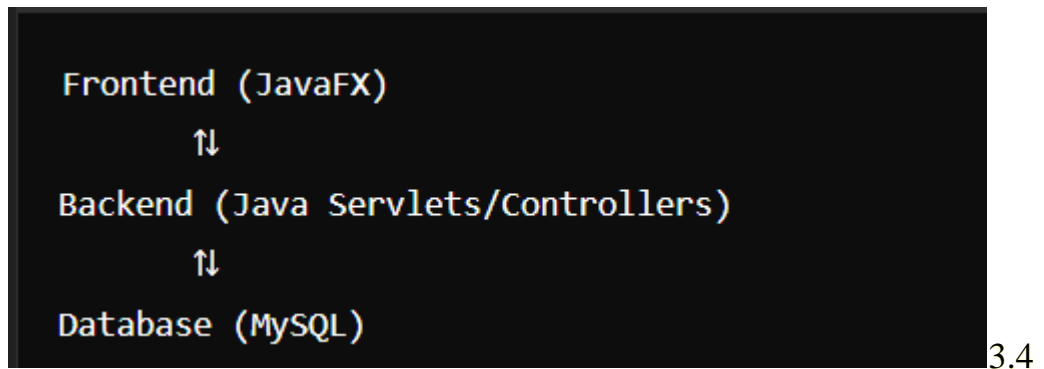 Frontend (JavaFX)
⇅
Backend (Java Servlets/Controllers)
⇅
Database (MySQL)
3.4